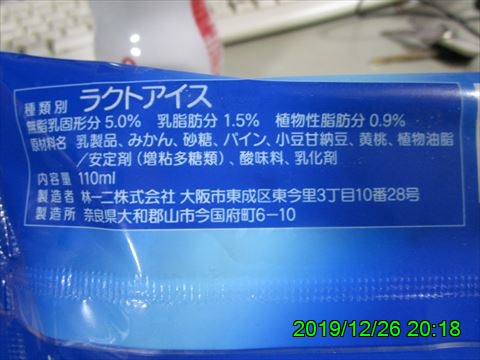 種類別 ラクトアイス
無脂乳固形分 5.0% 乳脂肪分 1.5% 植物性脂肪分 0.9%
原材料名 乳製品、みかん、砂糖、パイン、小豆甘納豆、黄桃、植物油脂
/安定剤(増粘多糖類)、酸味料、乳化剤
内容量 110ml
製造者 林一二株式会社 大阪市東成区東今里3丁目10番28号
製造所 奈良県大和郡山市今国府町6-10
2019/12/26 20:18